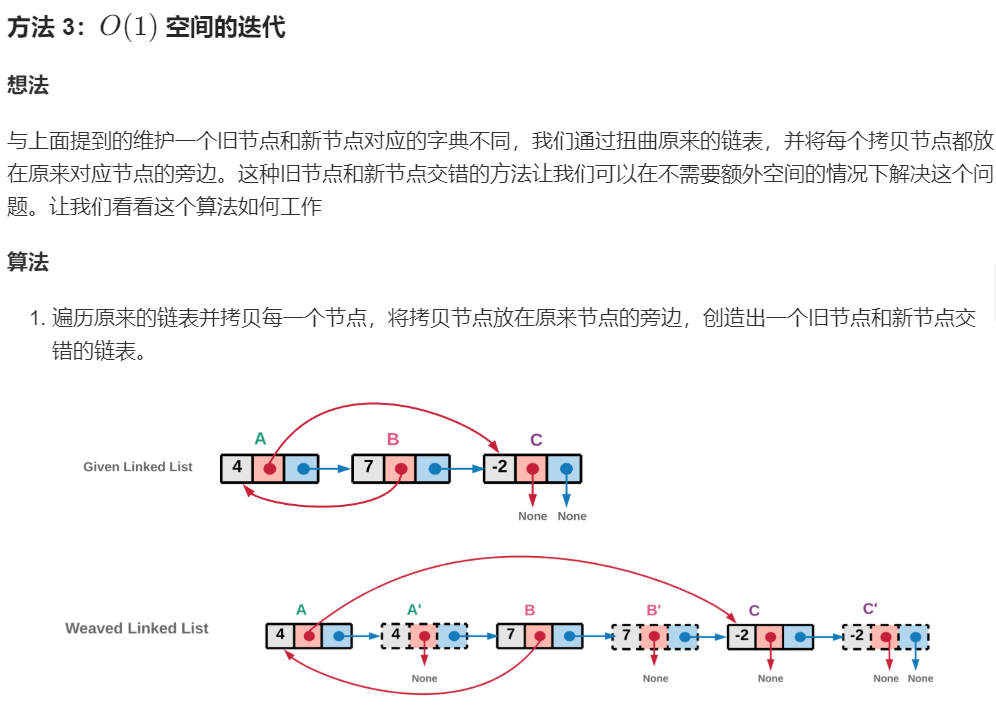 方法 3：O(1) 空间的迭代
想法
与上面提到的维护一个旧节点和新节点对应的字典不同，我们通过扭曲原来的链表，并将每个拷贝节点都放
在原来对应节点的旁边。这种旧节点和新节点交错的方法让我们可以在不需要额外空间的情况下解决这个问
题。让我们看看这个算法如何工作
算法
1. 遍历原来的链表并拷贝每一个节点，将拷贝节点放在原来节点的旁边，创造出一个旧节点和新节点交
错的链表。
A B C
Given Linked List 4 7 -2
None None
A A' B B' C C'
Weaved Linked List 4 4 7 7 -2 -2
None None None None None